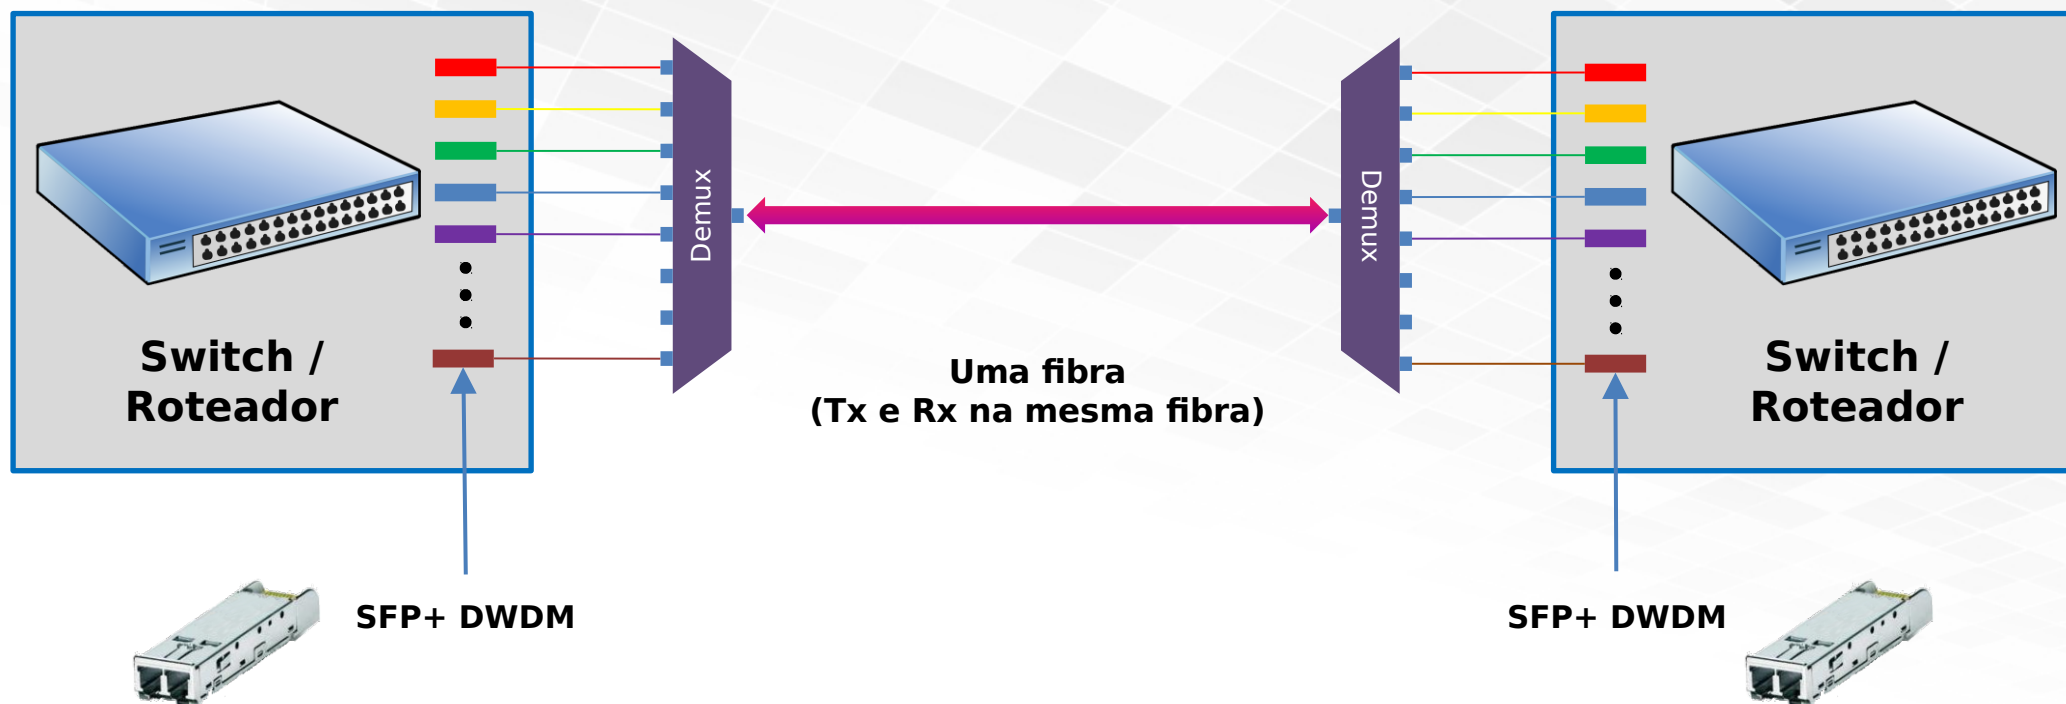 Demux
Demux
Switch /
Roteador
Uma fibra
(Tx e Rx na mesma fibra)
Switch /
Roteador
SFP+ DWDM
SFP+ DWDM